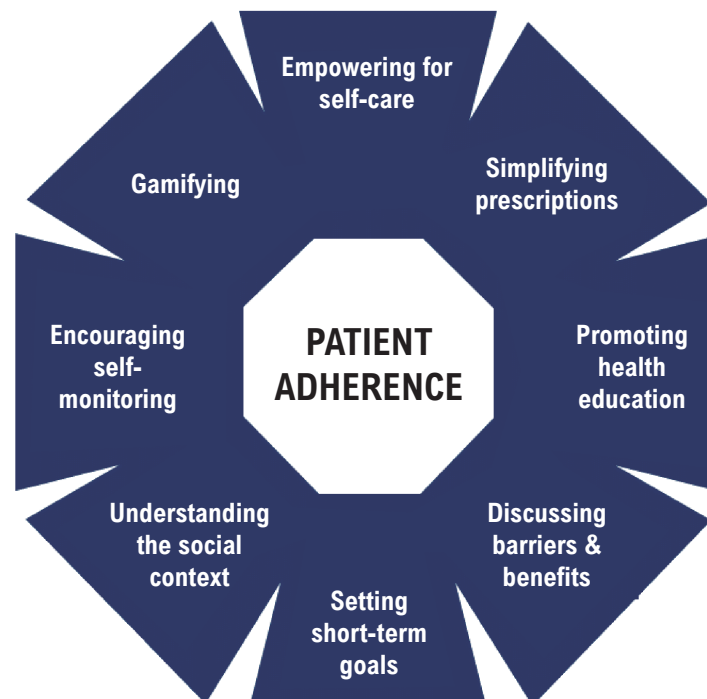 Empowering for
self-care
Simplifying
prescriptions
Promoting
health
education
Discussing
barriers &
benefits
Setting
short-term
goals
Understanding
the social
context
Encouraging
self-
monitoring
Gamifying
PATIENT
ADHERENCE